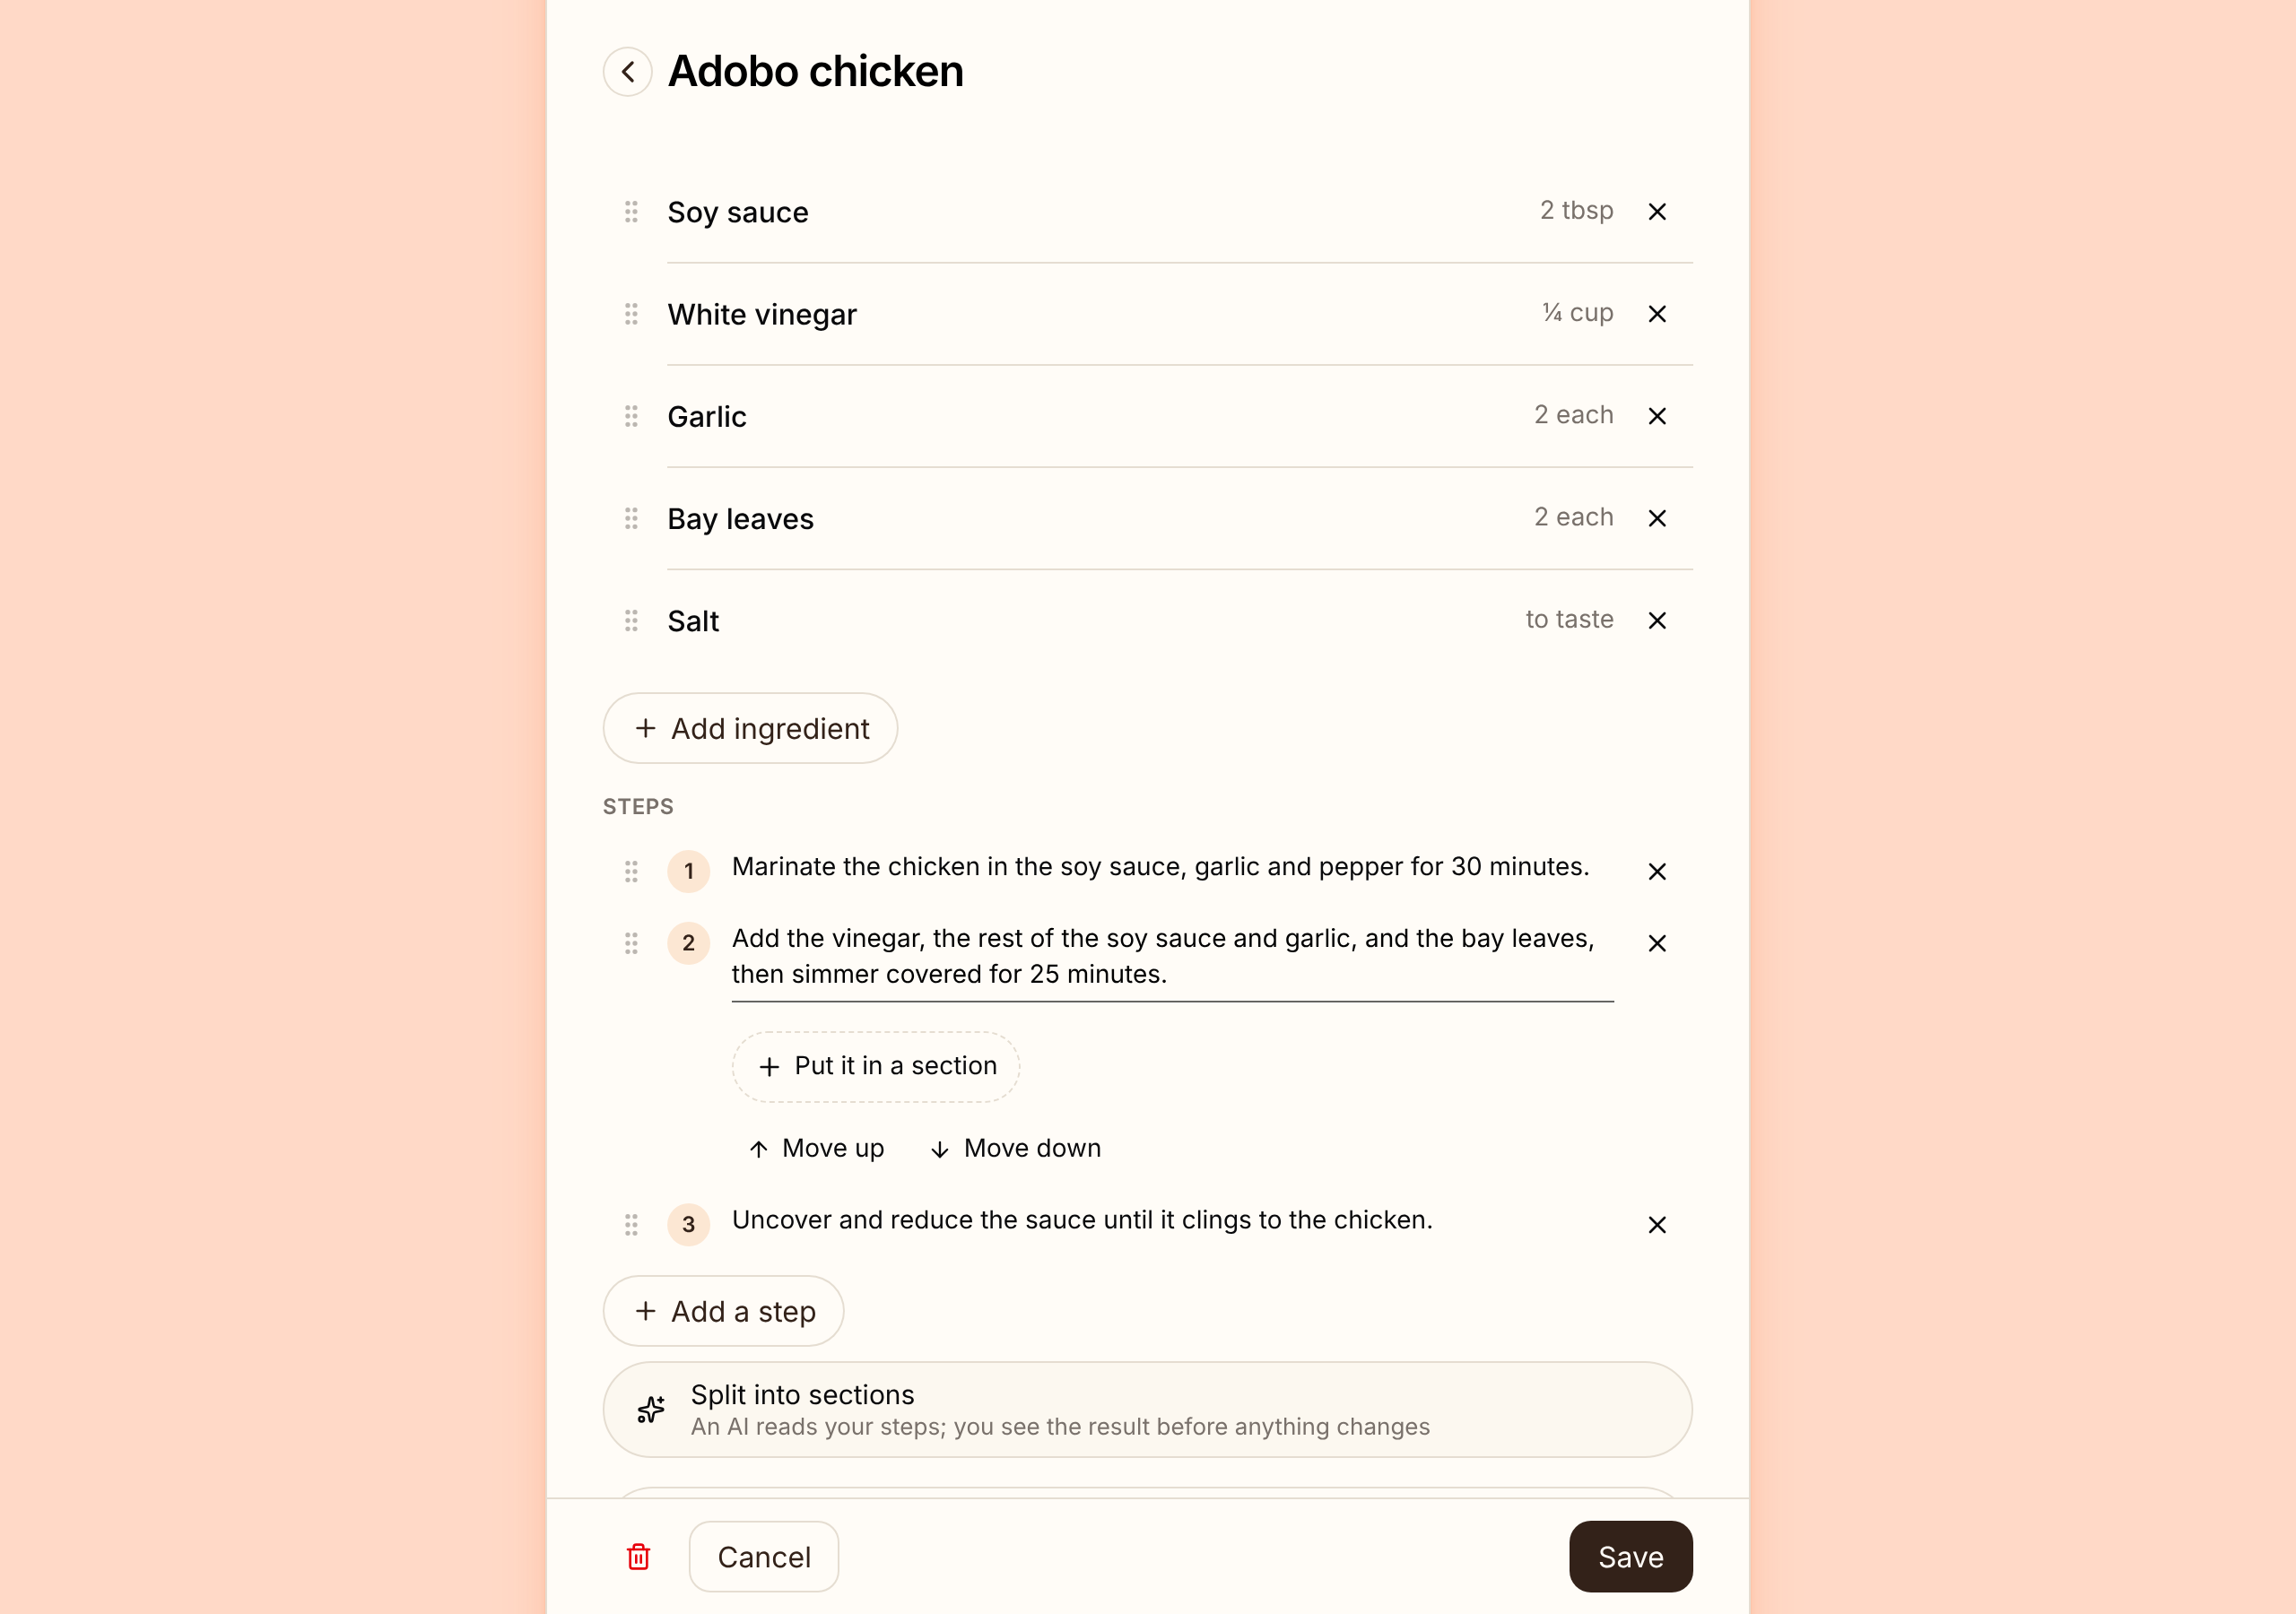 Adobo chicken
Soy sauce 2 tbsp
White vinegar ¼ cup
Garlic 2 each
Bay leaves 2 each
Salt to taste
Add ingredient
STEPS
1 Marinate the chicken in the soy sauce, garlic and pepper for 30 minutes.
2 Add the vinegar, the rest of the soy sauce and garlic, and the bay leaves,
then simmer covered for 25 minutes.
Put it in a section
Move up Move down
3 Uncover and reduce the sauce until it clings to the chicken.
Add a step
Split into sections
An AI reads your steps; you see the result before anything changes
Cancel Save